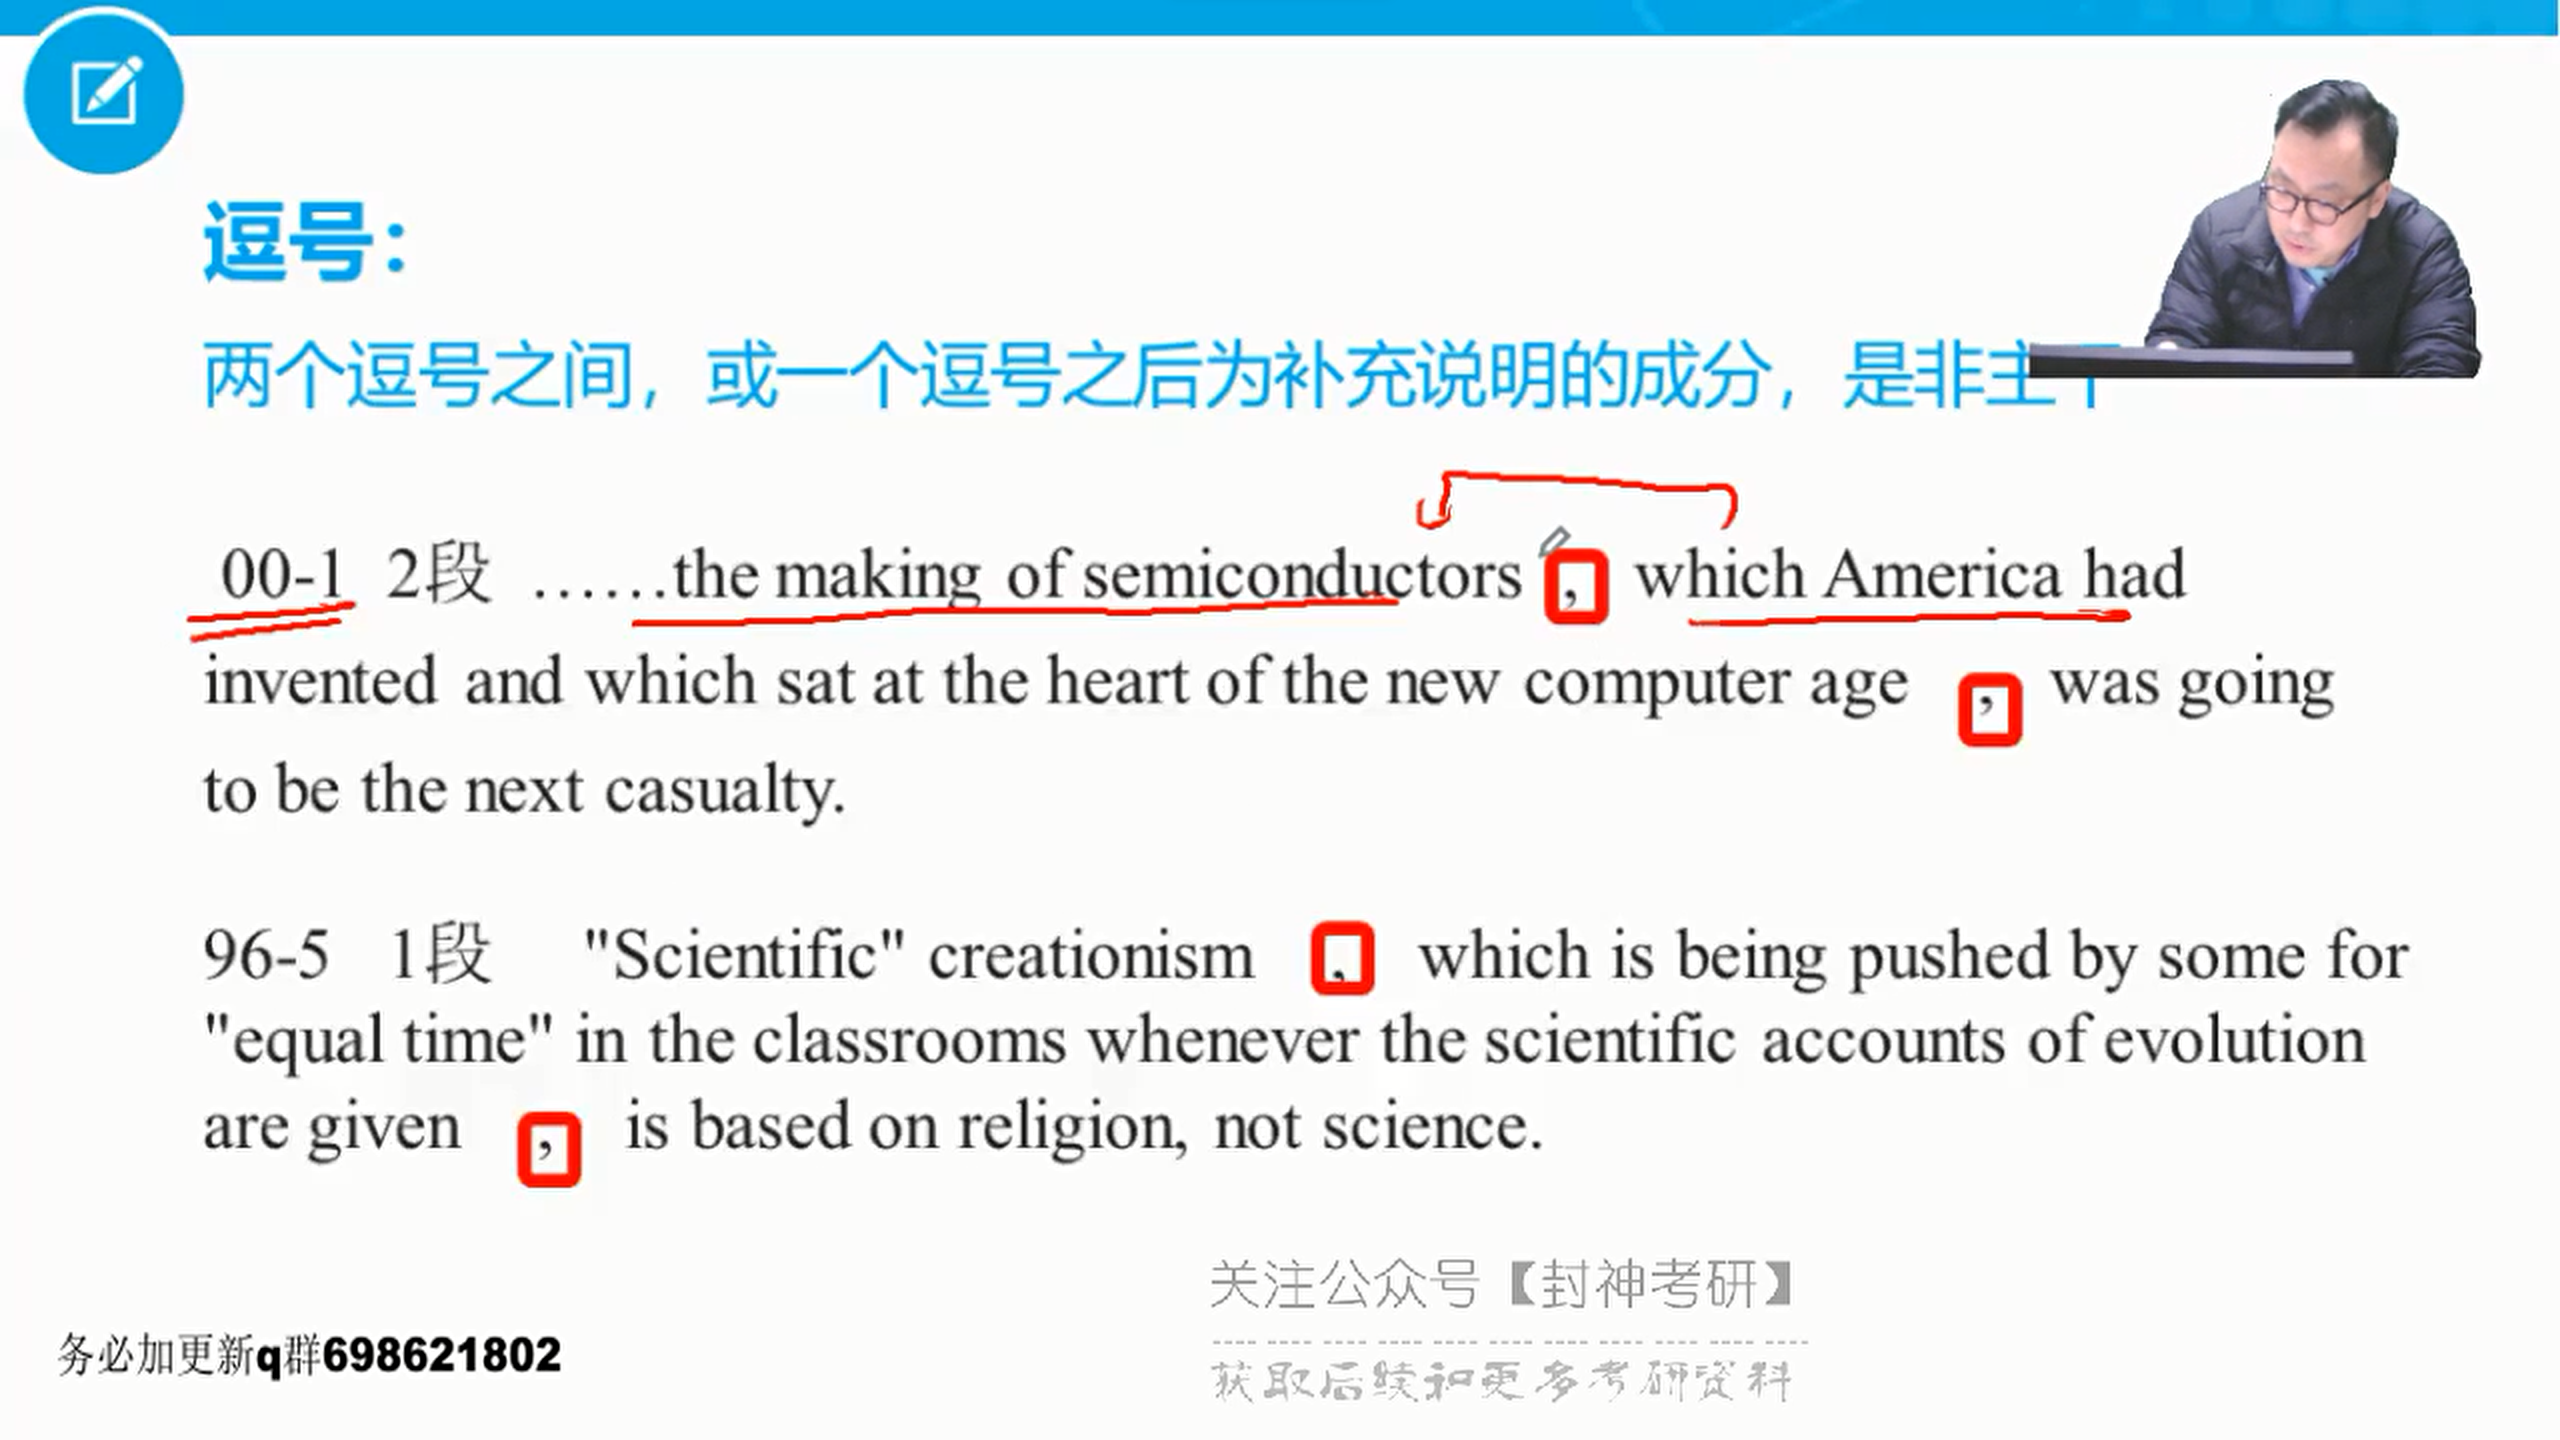 逗号：
两个逗号之间，或一个逗号之后为补充说明的成分，是非主
00-1 2段 ……the making of semiconductors , which America had
invented and which sat at the heart of the new computer age , was going
to be the next casualty.
96-5 1段 "Scientific" creationism , which is being pushed by some for
"equal time" in the classrooms whenever the scientific accounts of evolution
are given , is based on religion, not science.
关注公众号【封神考研】
获取后续和更多考研资料
务必加更新q群698621802